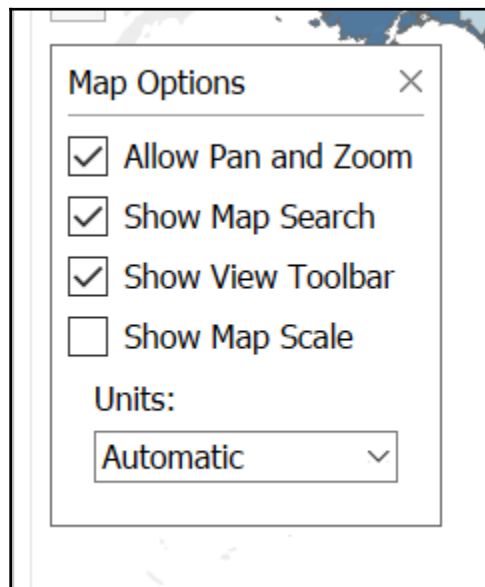 Map Options
Allow Pan and Zoom
Show Map Search
Show View Toolbar
Show Map Scale
Units:
Automatic